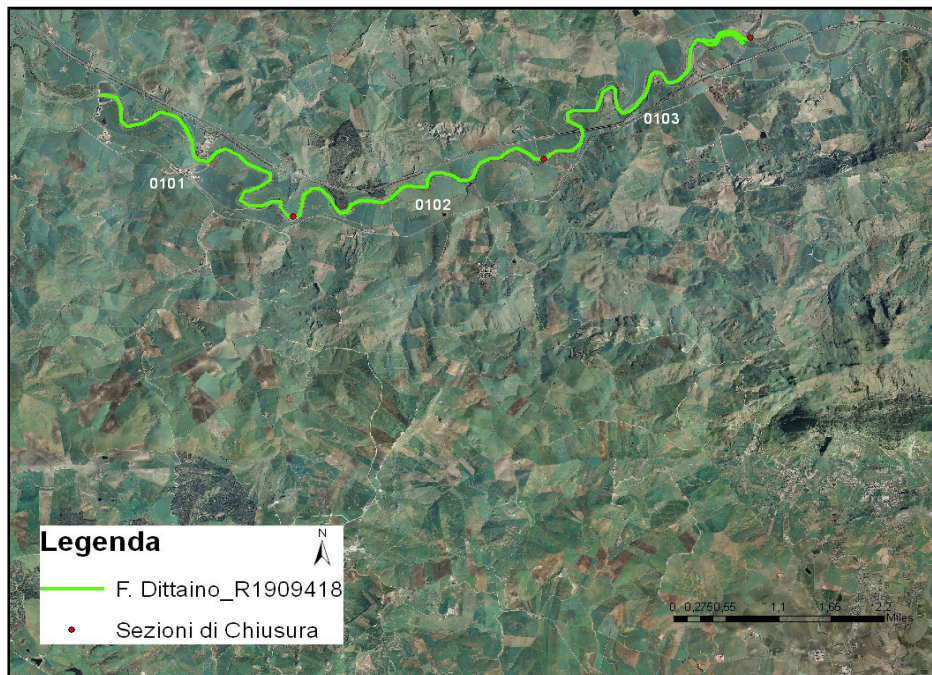 0103
0101
0102
Legenda
N
F. Dittaino_R1909418
Sezioni di Chiusura
0 0,275 0,55 1,1 1,65 2,2
Miles